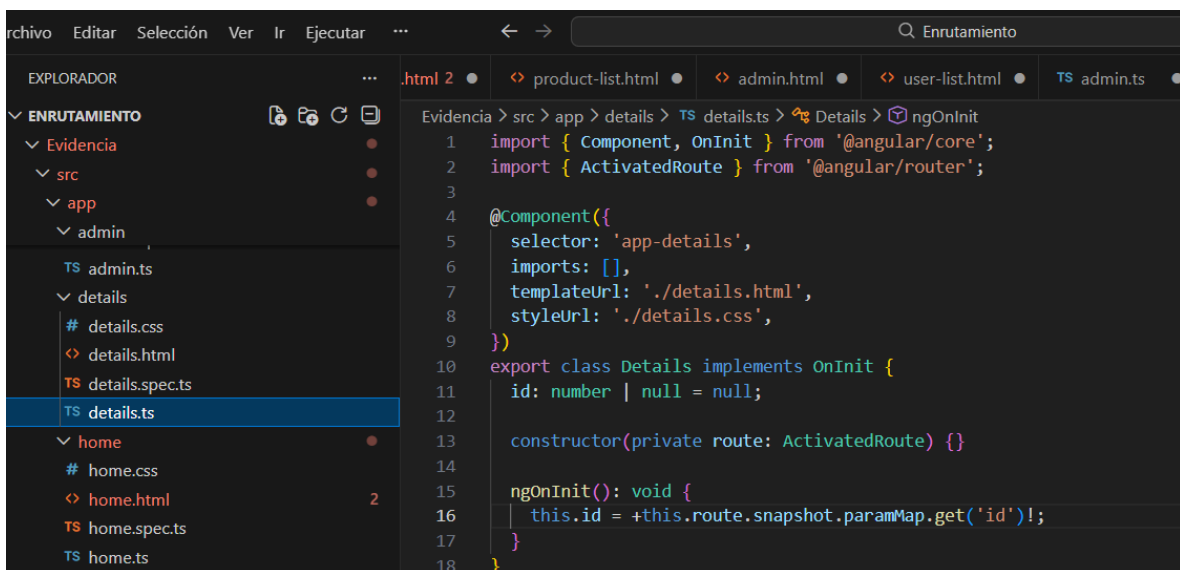 rchivo Editar Selección Ver Ir Ejecutar ··· ← → Enrutamiento
EXPLORADOR ···
.html 2 ● <> product-list.html ● <> admin.html ● <> user-list.html ● TS admin.ts ●
ENRUTAMIENTO
Evidencia
src
app
admin
TS admin.ts
details
# details.css
<> details.html
TS details.spec.ts
TS details.ts
home
# home.css
<> home.html 2
TS home.spec.ts
TS home.ts
Evidencia > src > app > details > TS details.ts > Details > ngOnInit
1 import { Component, OnInit } from '@angular/core';
2 import { ActivatedRoute } from '@angular/router';
3
4 @Component({
5 selector: 'app-details',
6 imports: [],
7 templateUrl: './details.html',
8 styleUrl: './details.css',
9 })
10 export class Details implements OnInit {
11 id: number | null = null;
12
13 constructor(private route: ActivatedRoute) {}
14
15 ngOnInit(): void {
16 this.id = +this.route.snapshot.paramMap.get('id')!;
17 }
18 }